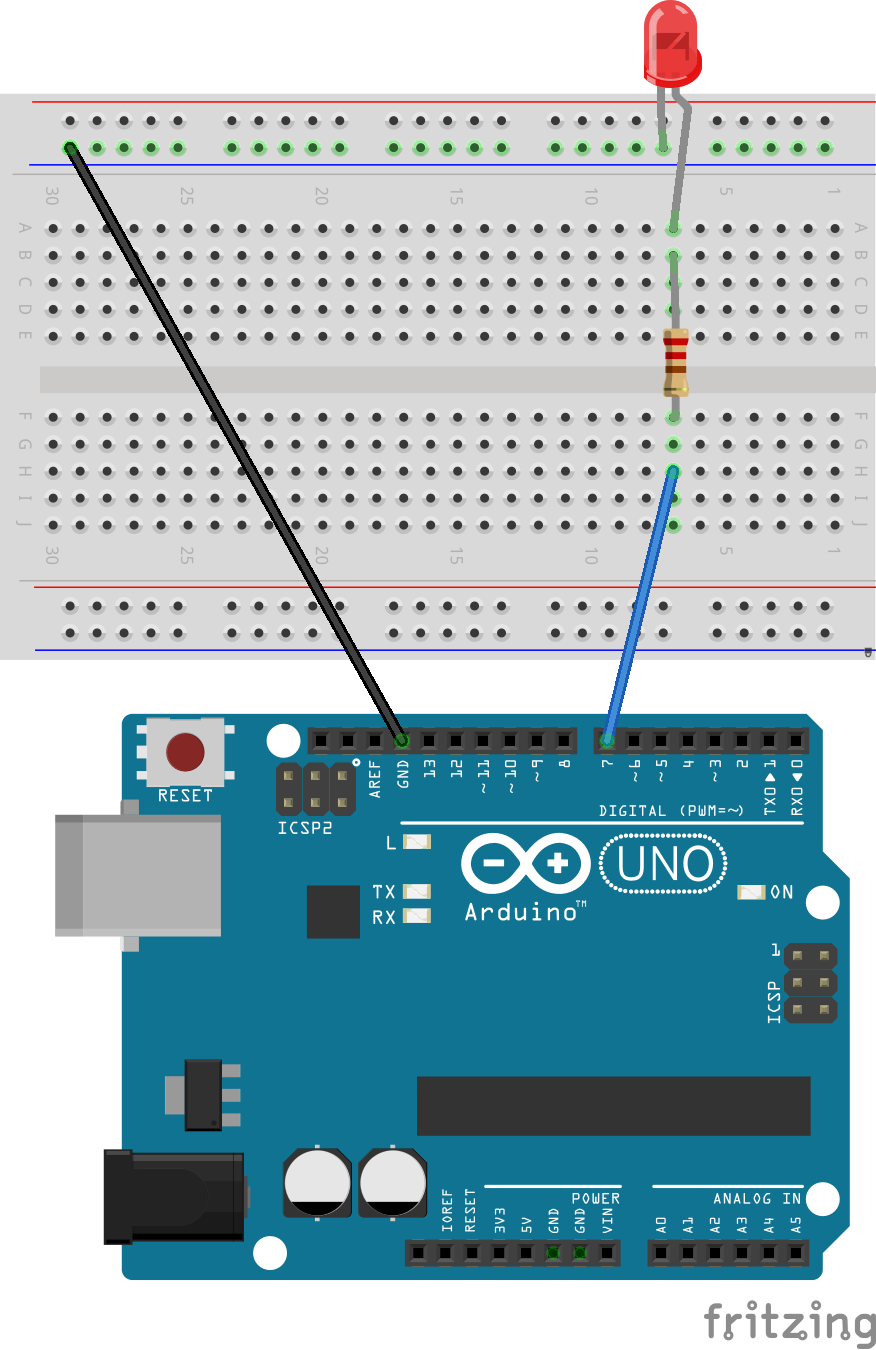 30 25 20 15 10 5 1
A A
B B
C C
D D
E E
F F
G G
H H
I I
J J
30 25 20 15 10 5 1
RESET
ICSP2
AREF GND 13 12 ~11 ~10 ~9 8 7 ~6 ~5 4 ~3 2 TX0▶1 RX0◀0
DIGITAL (PWM=~)
L
TX
RX
UNO
Arduino™
ON
1
ICSP
IOREF RESET 3V3 5V GND GND VIN
POWER
A0 A1 A2 A3 A4 A5
ANALOG IN
fritzing